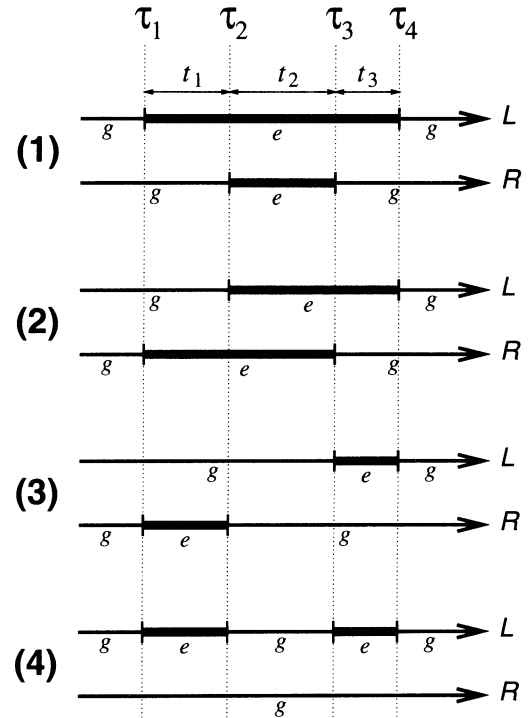 τ1 τ2 τ3 τ4
t1 t2 t3
L
g e g
(1)
R
g e g
L
g e g
(2)
R
g e g
L
g e g
(3)
R
g e g
L
g e g e g
(4)
R
g